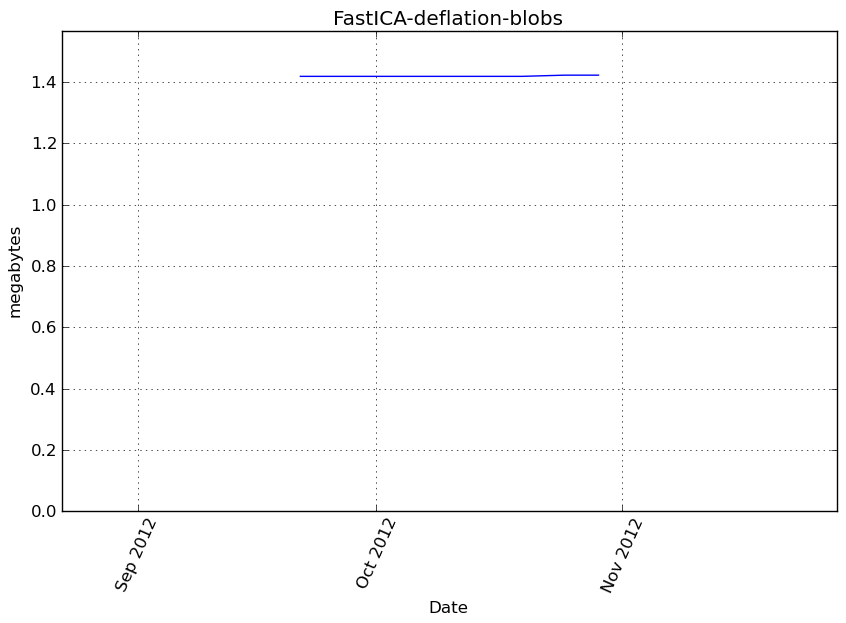 FastICA-deflation-blobs
1.4
1.2
1.0
0.8
0.6
0.4
0.2
0.0
megabytes
Sep 2012
Oct 2012
Nov 2012
Date